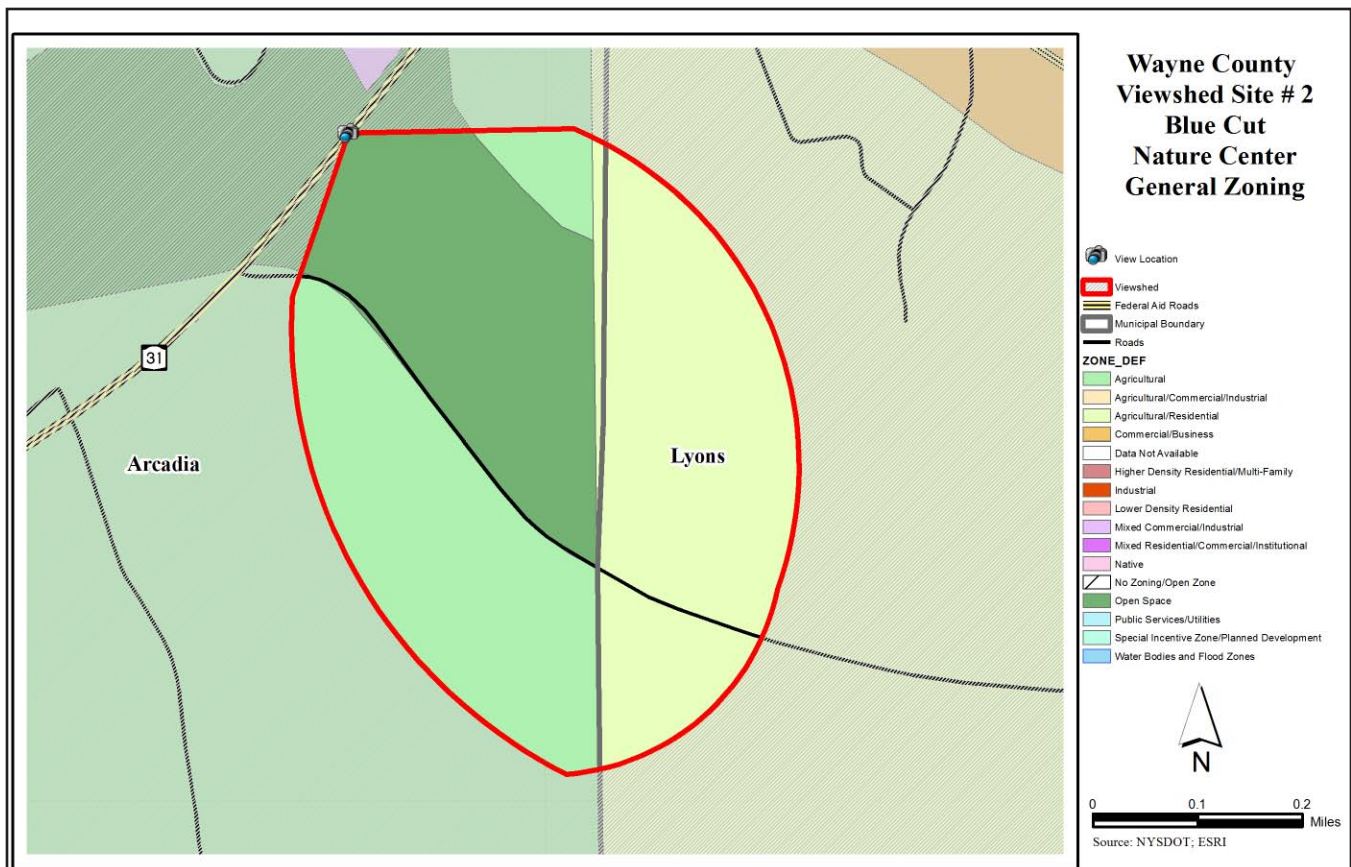 Wayne County
Viewshed Site # 2
Blue Cut
Nature Center
General Zoning
View Location
Viewshed
Federal Aid Roads
Municipal Boundary
Roads
ZONE_DEF
Agricultural
Agricultural/Commercial/Industrial
Agricultural/Residential
Commercial/Business
Data Not Available
Higher Density Residential/Multi-Family
Industrial
Lower Density Residential
Mixed Commercial/Industrial
Mixed Residential/Commercial/Institutional
Native
No Zoning/Open Zone
Open Space
Public Services/Utilities
Special Incentive Zone/Planned Development
Water Bodies and Flood Zones
31
Arcadia
Lyons
N
0 0.1 0.2
Miles
Source: NYSDOT; ESRI